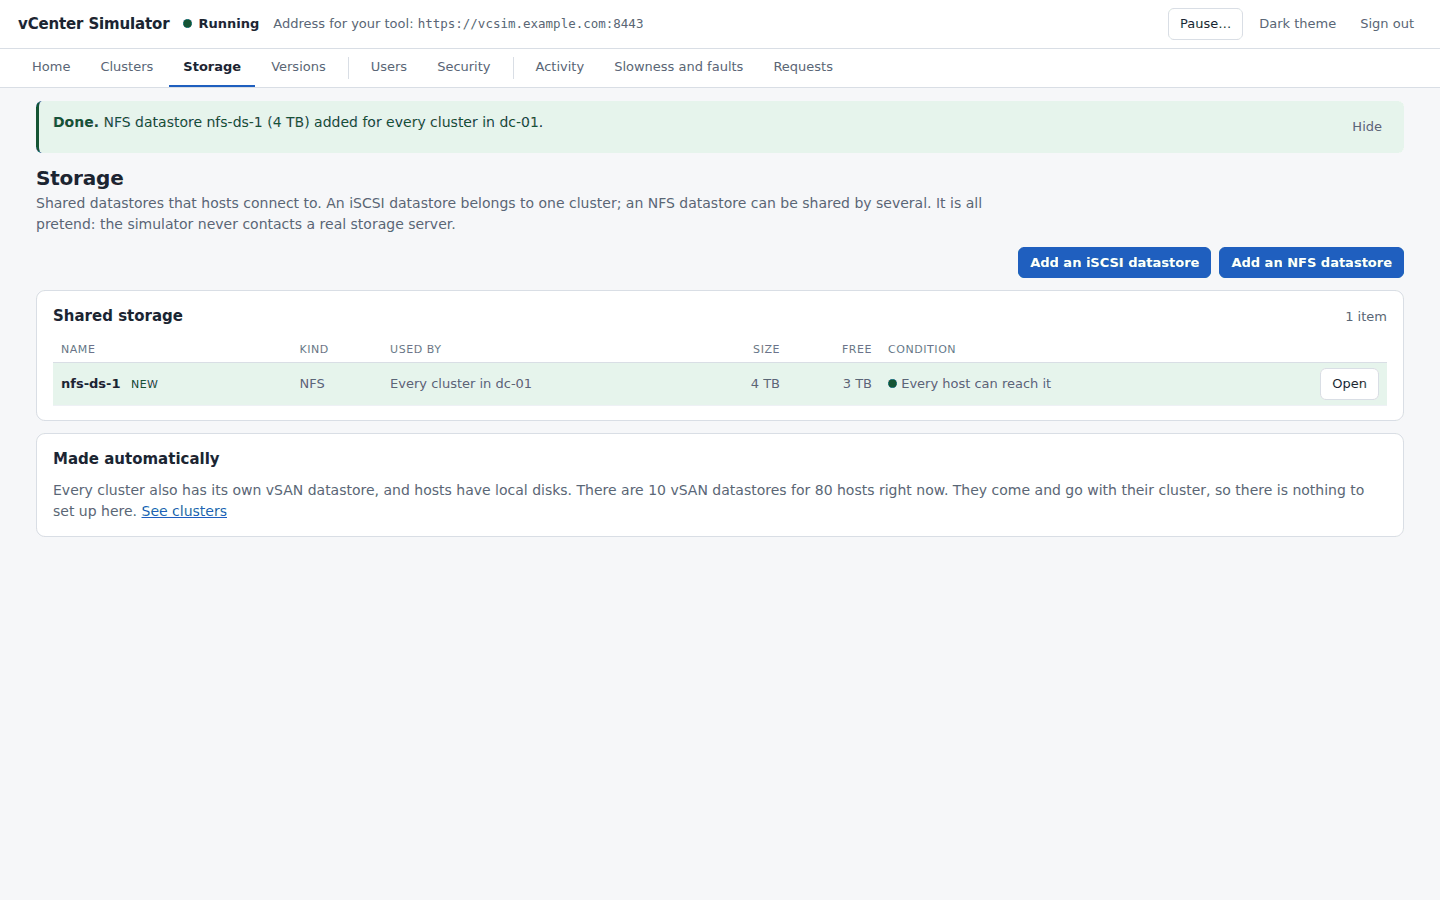 vCenter Simulator Running Address for your tool: https://vcsim.example.com:8443 Pause... Dark theme Sign out
Home Clusters Storage Versions Users Security Activity Slowness and faults Requests
Done. NFS datastore nfs-ds-1 (4 TB) added for every cluster in dc-01. Hide
Storage
Shared datastores that hosts connect to. An iSCSI datastore belongs to one cluster; an NFS datastore can be shared by several. It is all
pretend: the simulator never contacts a real storage server.
Add an iSCSI datastore Add an NFS datastore
Shared storage 1 item
NAME KIND USED BY SIZE FREE CONDITION
nfs-ds-1 NEW NFS Every cluster in dc-01 4 TB 3 TB Every host can reach it Open
Made automatically
Every cluster also has its own vSAN datastore, and hosts have local disks. There are 10 vSAN datastores for 80 hosts right now. They come and go with their cluster, so there is nothing to
set up here. See clusters